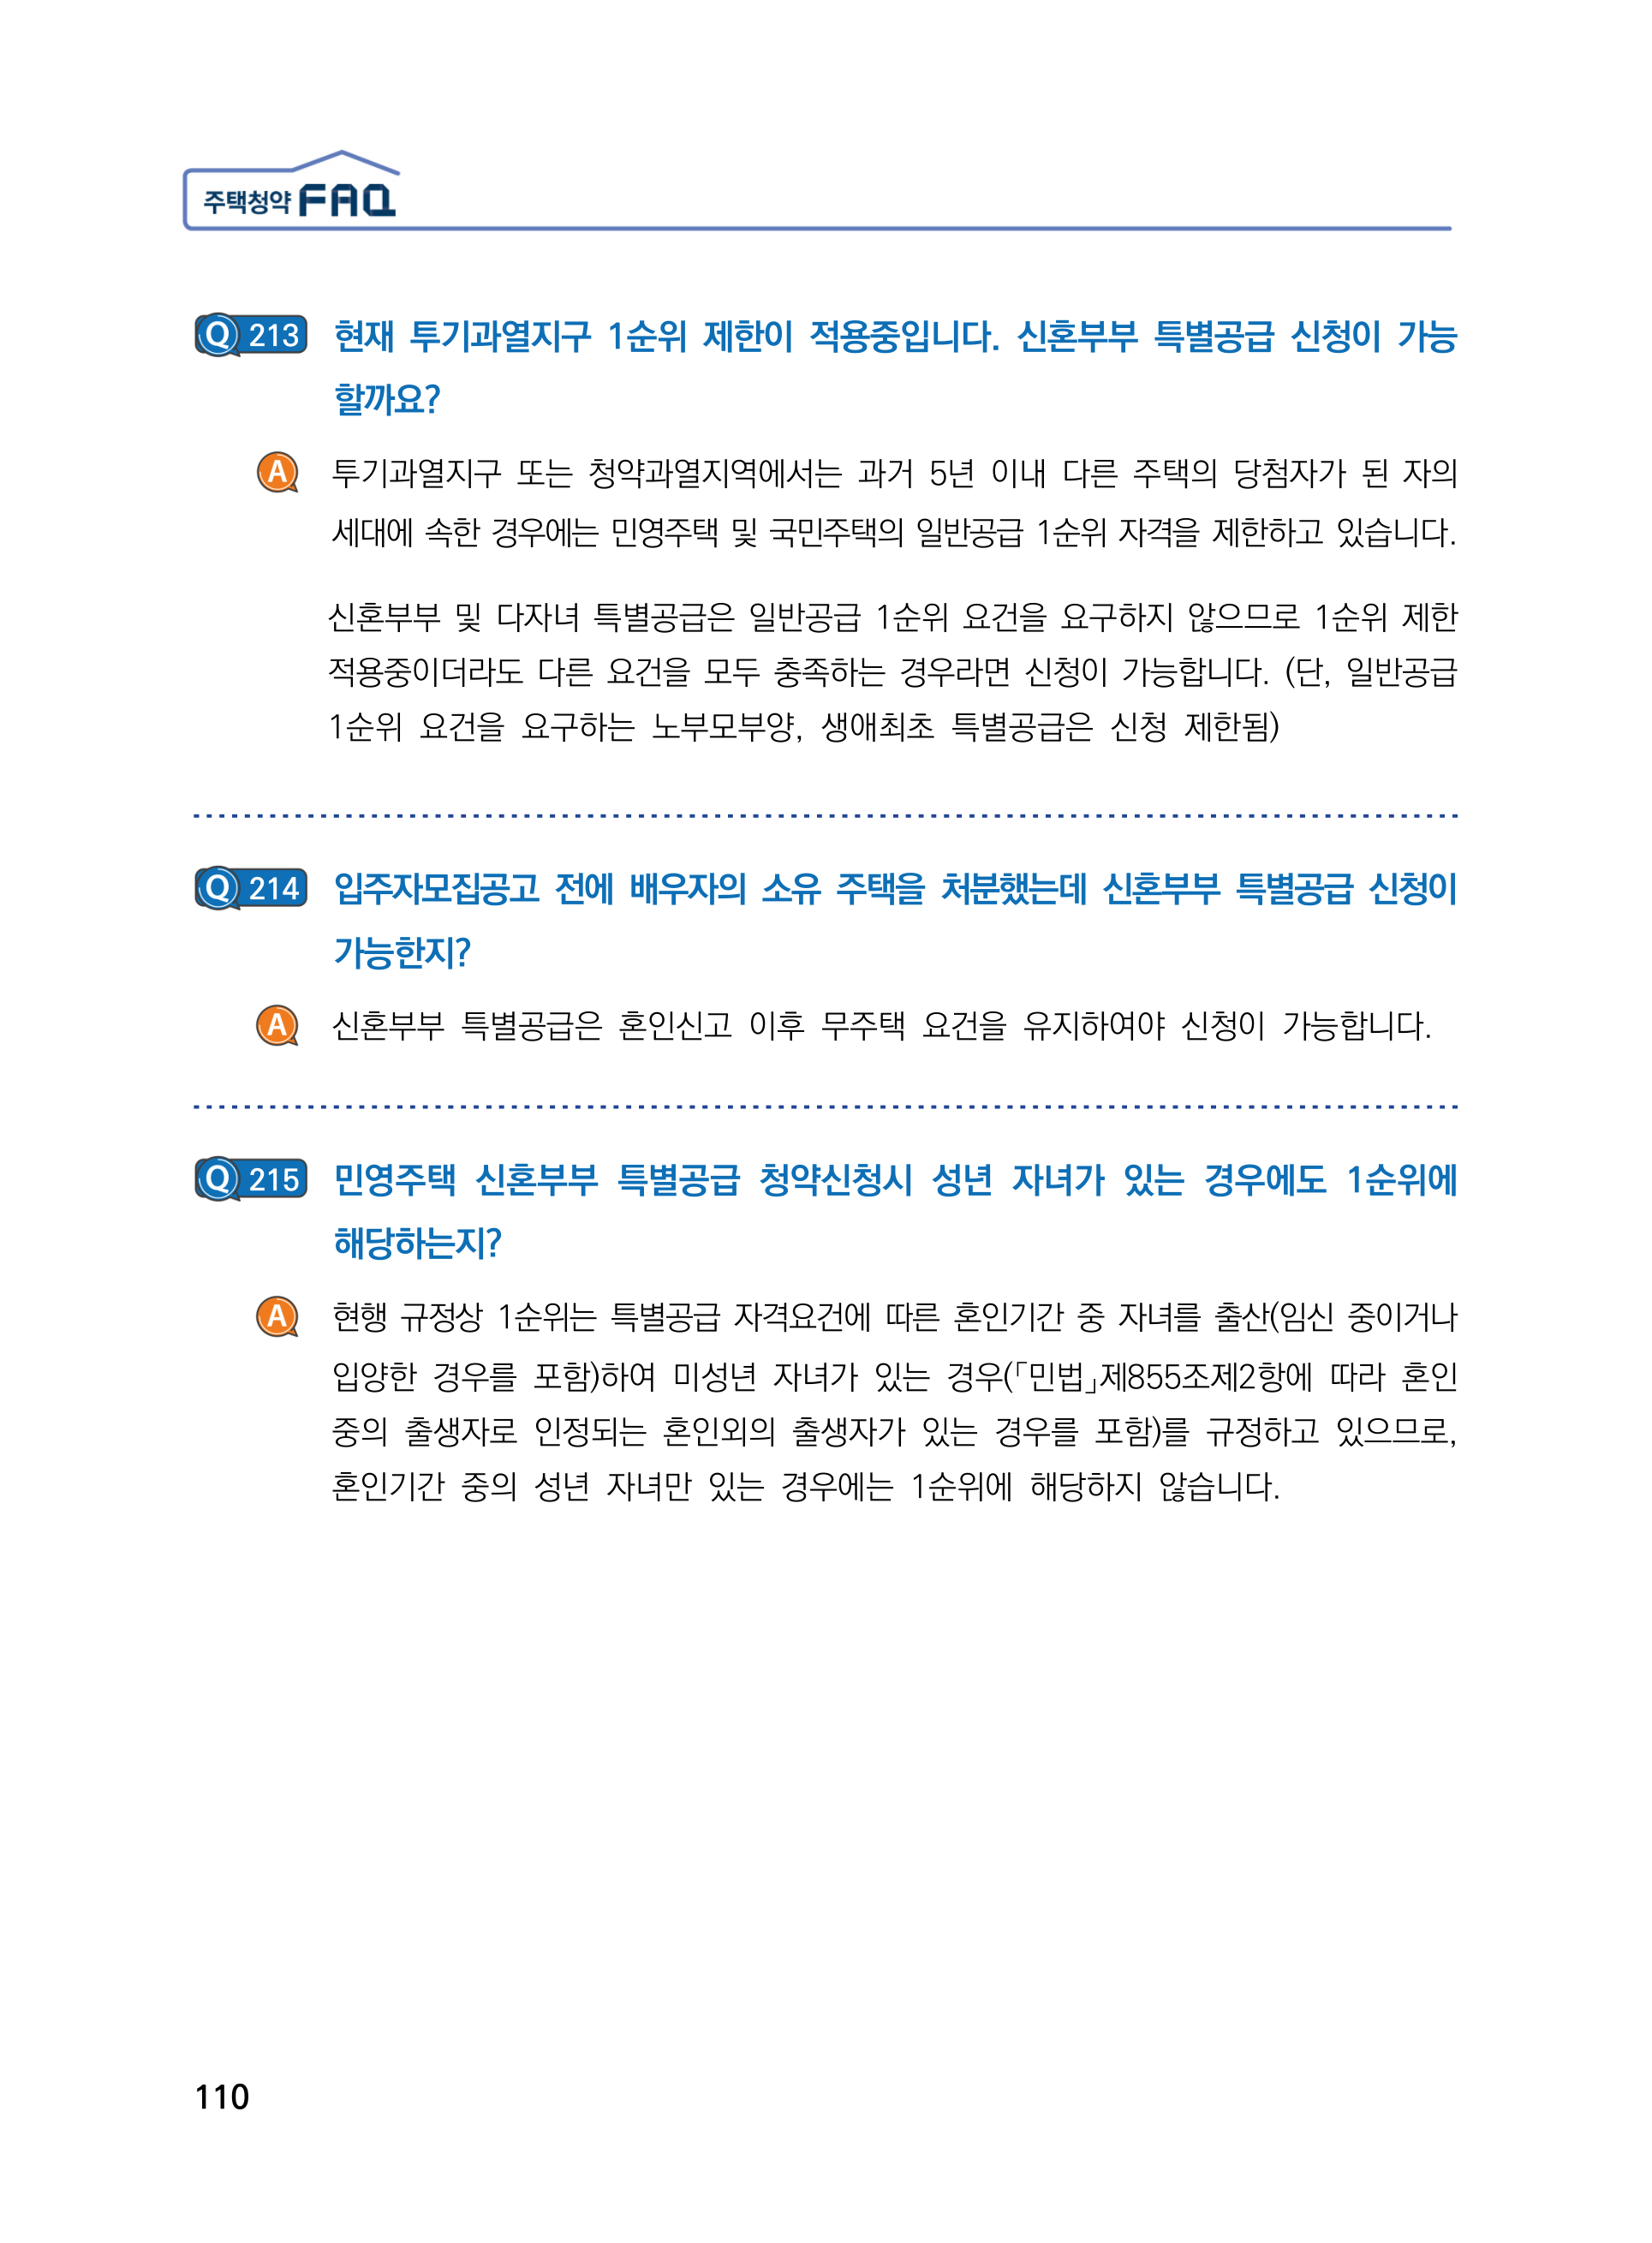 주택청약 FAQ
Q 213 현재 투기과열지구 1순위 제한이 적용중입니다. 신혼부부 특별공급 신청이 가능
할까요?
A 투기과열지구 또는 청약과열지역에서는 과거 5년 이내 다른 주택의 당첨자가 된 자의
세대에 속한 경우에는 민영주택 및 국민주택의 일반공급 1순위 자격을 제한하고 있습니다.
신혼부부 및 다자녀 특별공급은 일반공급 1순위 요건을 요구하지 않으므로 1순위 제한
적용중이더라도 다른 요건을 모두 충족하는 경우라면 신청이 가능합니다. (단, 일반공급
1순위 요건을 요구하는 노부모부양, 생애최초 특별공급은 신청 제한됨)
Q 214 입주자모집공고 전에 배우자의 소유 주택을 처분했는데 신혼부부 특별공급 신청이
가능한지?
A 신혼부부 특별공급은 혼인신고 이후 무주택 요건을 유지하여야 신청이 가능합니다.
Q 215 민영주택 신혼부부 특별공급 청약신청시 성년 자녀가 있는 경우에도 1순위에
해당하는지?
A 현행 규정상 1순위는 특별공급 자격요건에 따른 혼인기간 중 자녀를 출산(임신 중이거나
입양한 경우를 포함)하여 미성년 자녀가 있는 경우(「민법」제855조제2항에 따라 혼인
중의 출생자로 인정되는 혼인외의 출생자가 있는 경우를 포함)를 규정하고 있으므로,
혼인기간 중의 성년 자녀만 있는 경우에는 1순위에 해당하지 않습니다.
110